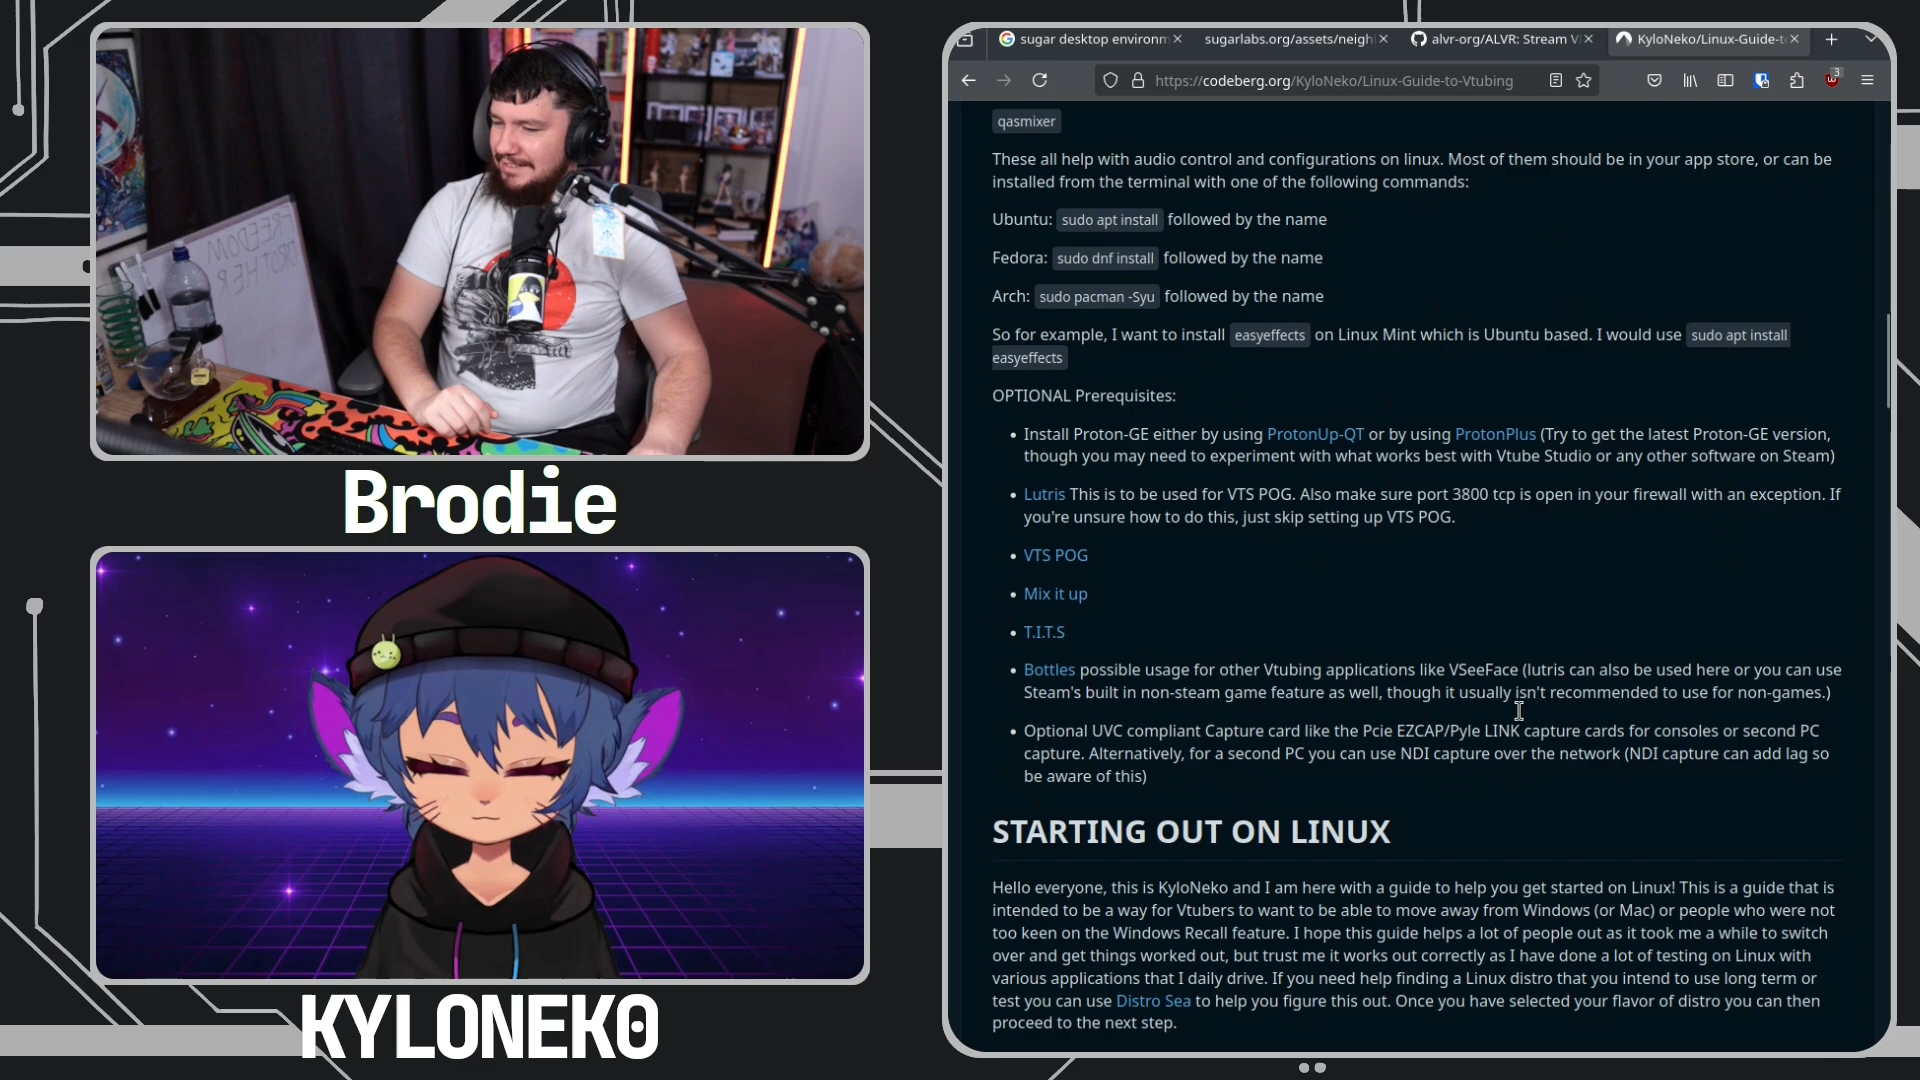 FREEDOM
BROTHER
Brodie
KYLONEKO
sugar desktop environm
sugarlabs.org/assets/neigh
alvr-org/ALVR: Stream V
KyloNeko/Linux-Guide-t
https://codeberg.org/KyloNeko/Linux-Guide-to-Vtubing
3
qasmixer
These all help with audio control and configurations on linux. Most of them should be in your app store, or can be
installed from the terminal with one of the following commands:
Ubuntu: sudo apt install followed by the name
Fedora: sudo dnf install followed by the name
Arch: sudo pacman -Syu followed by the name
So for example, I want to install easyeffects on Linux Mint which is Ubuntu based. I would use sudo apt install
easyeffects
OPTIONAL Prerequisites:
• Install Proton-GE either by using ProtonUp-QT or by using ProtonPlus (Try to get the latest Proton-GE version,
though you may need to experiment with what works best with Vtube Studio or any other software on Steam)
• Lutris This is to be used for VTS POG. Also make sure port 3800 tcp is open in your firewall with an exception. If
you're unsure how to do this, just skip setting up VTS POG.
• VTS POG
• Mix it up
• T.I.T.S
• Bottles possible usage for other Vtubing applications like VSeeFace (lutris can also be used here or you can use
Steam's built in non-steam game feature as well, though it usually isn't recommended to use for non-games.)
• Optional UVC compliant Capture card like the Pcie EZCAP/Pyle LINK capture cards for consoles or second PC
capture. Alternatively, for a second PC you can use NDI capture over the network (NDI capture can add lag so
be aware of this)
STARTING OUT ON LINUX
Hello everyone, this is KyloNeko and I am here with a guide to help you get started on Linux! This is a guide that is
intended to be a way for Vtubers to want to be able to move away from Windows (or Mac) or people who were not
too keen on the Windows Recall feature. I hope this guide helps a lot of people out as it took me a while to switch
over and get things worked out, but trust me it works out correctly as I have done a lot of testing on Linux with
various applications that I daily drive. If you need help finding a Linux distro that you intend to use long term or
test you can use Distro Sea to help you figure this out. Once you have selected your flavor of distro you can then
proceed to the next step.